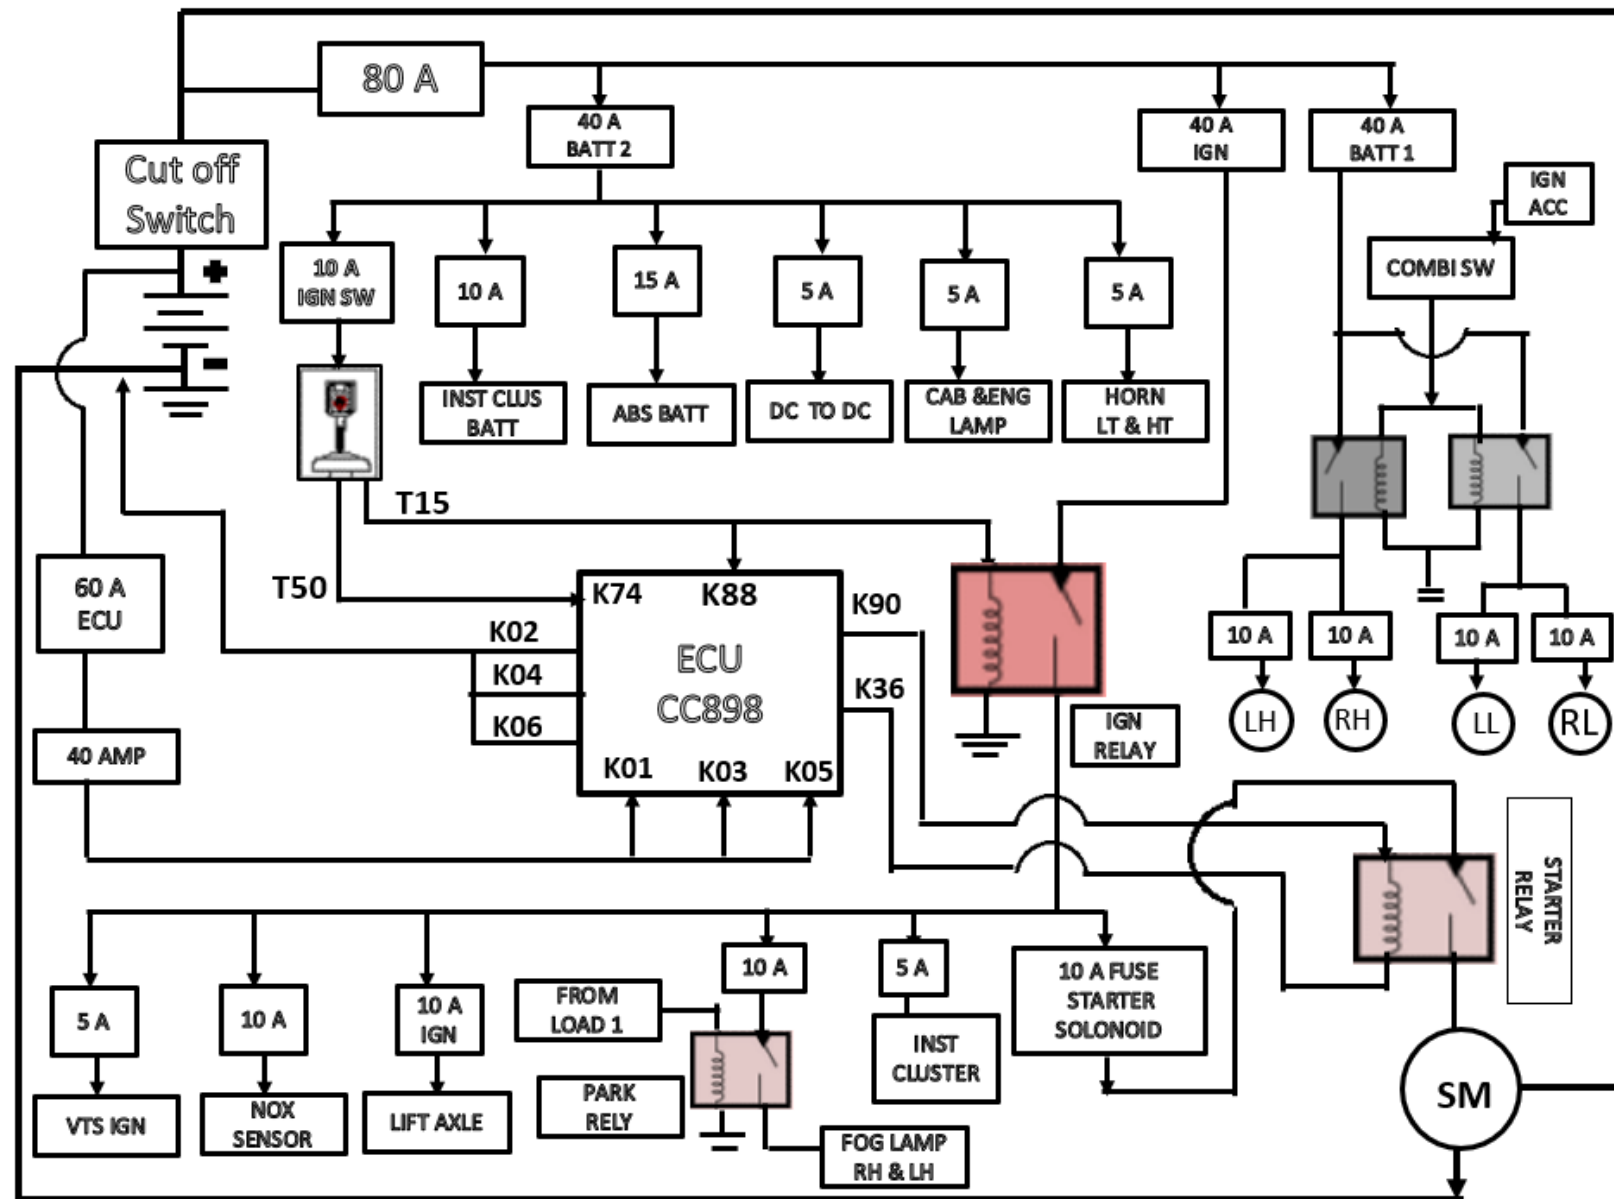 80 A
40 A
BATT 2
40 A
IGN
40 A
BATT 1
Cut off
Switch
IGN
ACC
COMBI SW
10 A
IGN SW
10 A
15 A
5 A
5 A
5 A
INST CLUS
BATT
ABS BATT
DC TO DC
CAB &ENG
LAMP
HORN
LT & HT
T15
T50
K74
K88
K90
K02
K04
K06
ECU
CC898
K36
K01
K03
K05
60 A
ECU
40 AMP
IGN
RELAY
10 A
10 A
10 A
10 A
LH
RH
LL
RL
STARTER
RELAY
5 A
10 A
10 A
IGN
FROM
LOAD 1
10 A
5 A
10 A FUSE
STARTER
SOLONOID
VTS IGN
NOX
SENSOR
LIFT AXLE
PARK
RELY
INST
CLUSTER
FOG LAMP
RH & LH
SM